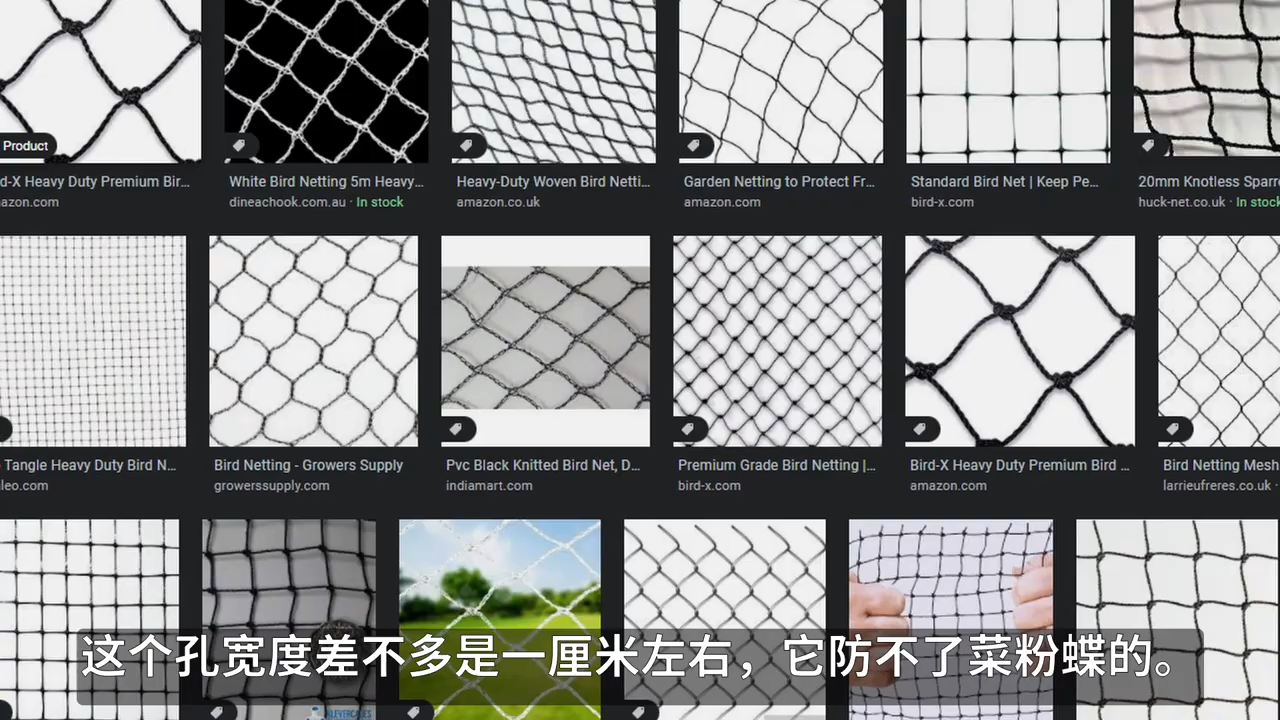 Product
d-X Heavy Duty Premium Bir...
azon.com
White Bird Netting 5m Heavy...
dineachook.com.au · In stock
Heavy-Duty Woven Bird Netti...
amazon.co.uk
Garden Netting to Protect Fr...
amazon.com
Standard Bird Net | Keep Pe...
bird-x.com
20mm Knotless Sparr
huck-net.co.uk · In stoc
Tangle Heavy Duty Bird N...
leo.com
Bird Netting - Growers Supply
growerssupply.com
Pvc Black Knitted Bird Net, D...
indiamart.com
Premium Grade Bird Netting |...
bird-x.com
Bird-X Heavy Duty Premium Bird ...
amazon.com
Bird Netting Mesh
larrieufreres.co.uk ·
这个孔宽度差不多是一厘米左右，它防不了菜粉蝶的。